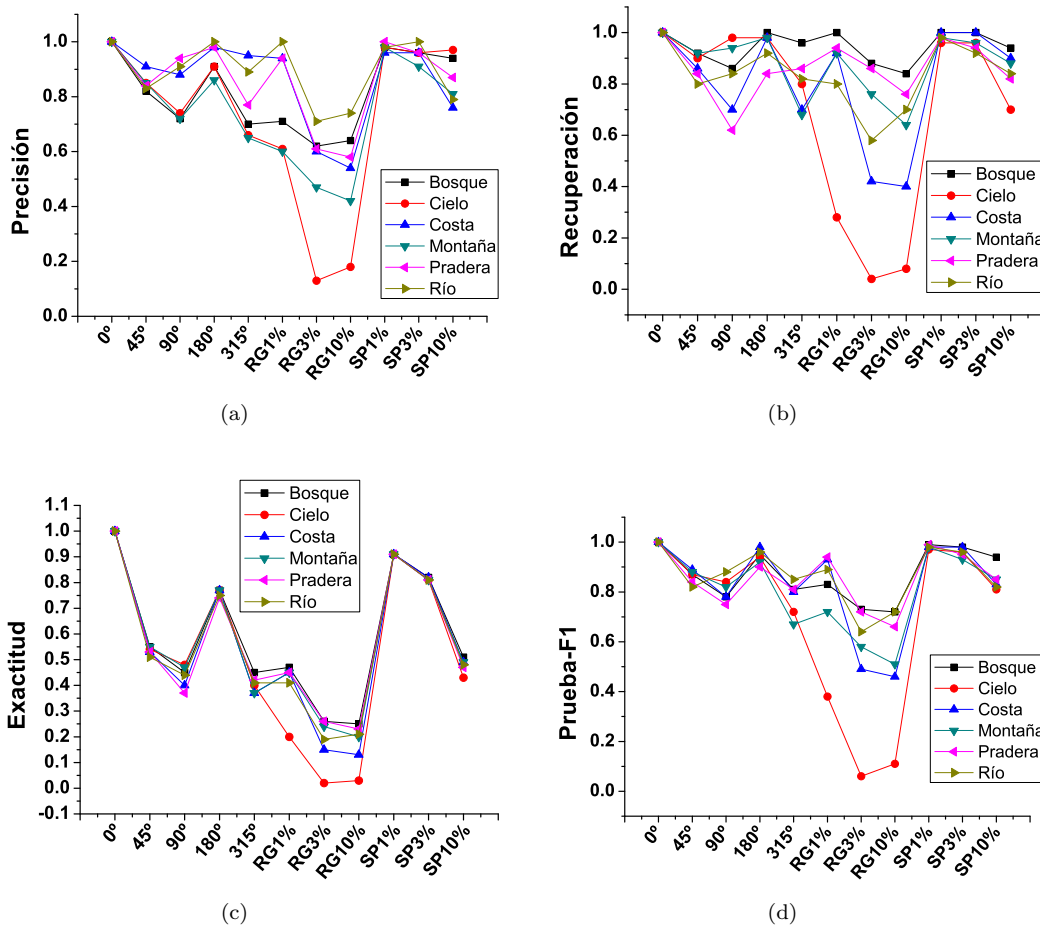 1.0
0.8
0.6
0.4
0.2
0.0
Precisión
Bosque
Cielo
Costa
Montaña
Pradera
Río
0º
45º
90º
180º
315º
RG1%
RG3%
RG10%
SP1%
SP3%
SP10%
(a)
1.0
0.8
0.6
0.4
0.2
0.0
Recuperación
Bosque
Cielo
Costa
Montaña
Pradera
Río
0º
45º
90º
180º
315º
RG1%
RG3%
RG10%
SP1%
SP3%
SP10%
(b)
1.1
1.0
0.9
0.8
0.7
0.6
0.5
0.4
0.3
0.2
0.1
0.0
-0.1
Exactitud
Bosque
Cielo
Costa
Montaña
Pradera
Río
0º
45º
90º
180º
315º
RG1%
RG3%
RG10%
SP1%
SP3%
SP10%
(c)
1.0
0.8
0.6
0.4
0.2
0.0
Prueba-F1
Bosque
Cielo
Costa
Montaña
Pradera
Río
0º
45º
90º
180º
315º
RG1%
RG3%
RG10%
SP1%
SP3%
SP10%
(d)